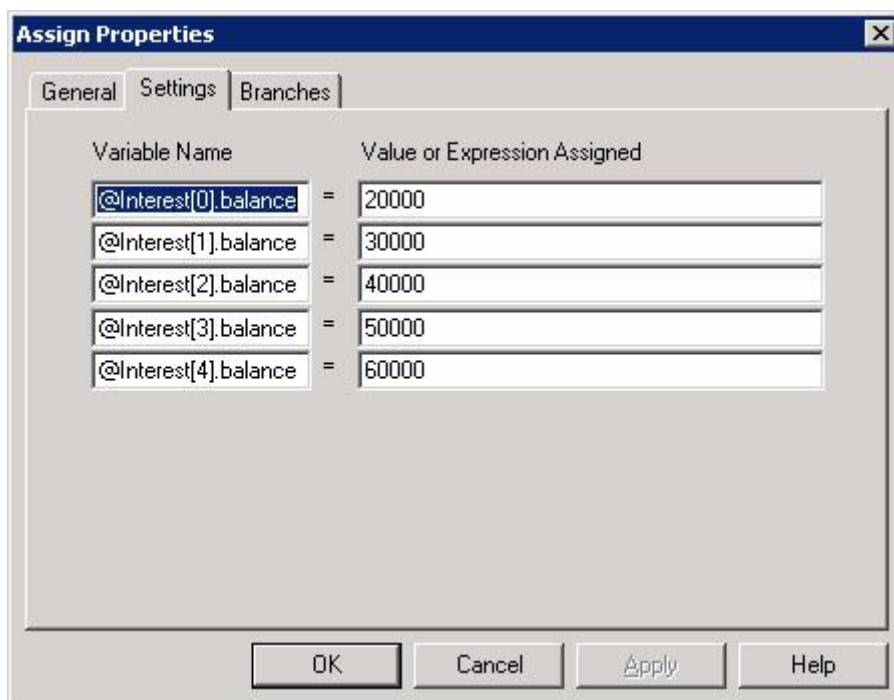 Assign Properties
General Settings Branches
Variable Name Value or Expression Assigned
@Interest[0].balance = 20000
@Interest[1].balance = 30000
@Interest[2].balance = 40000
@Interest[3].balance = 50000
@Interest[4].balance = 60000
OK Cancel Apply Help